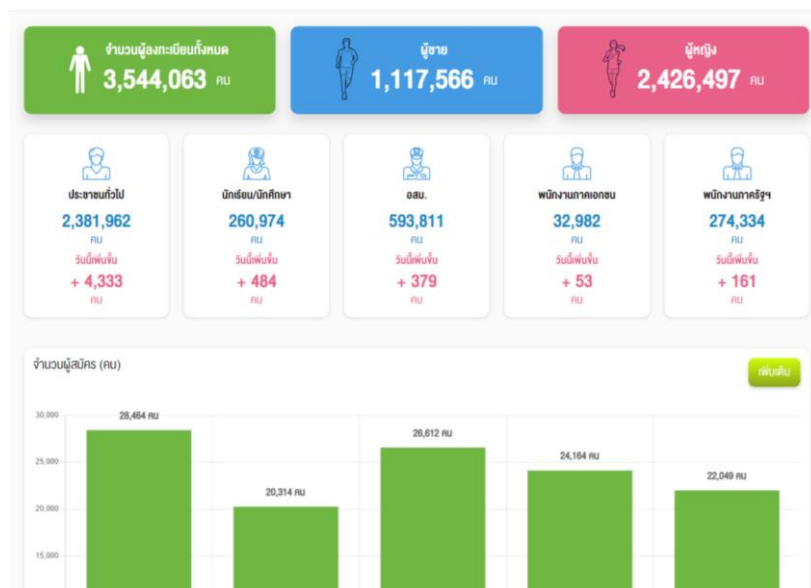 จำนวนผู้ลงทะเบียนทั้งหมด
3,544,063 คน
ผู้ชาย
1,117,566 คน
ผู้หญิง
2,426,497 คน
ประชาชนทั่วไป
2,381,962
คน
วันนี้เพิ่มขึ้น
+ 4,333
คน
นักเรียน/นักศึกษา
260,974
คน
วันนี้เพิ่มขึ้น
+ 484
คน
อสม.
593,811
คน
วันนี้เพิ่มขึ้น
+ 379
คน
พนักงานภาคเอกชน
32,982
คน
วันนี้เพิ่มขึ้น
+ 53
คน
พนักงานภาครัฐฯ
274,334
คน
วันนี้เพิ่มขึ้น
+ 161
คน
จำนวนผู้สมัคร (คน)
เพิ่มเติม
30,000
28,464 คน
26,612 คน
25,000
24,164 คน
22,049 คน
20,314 คน
20,000
15,000